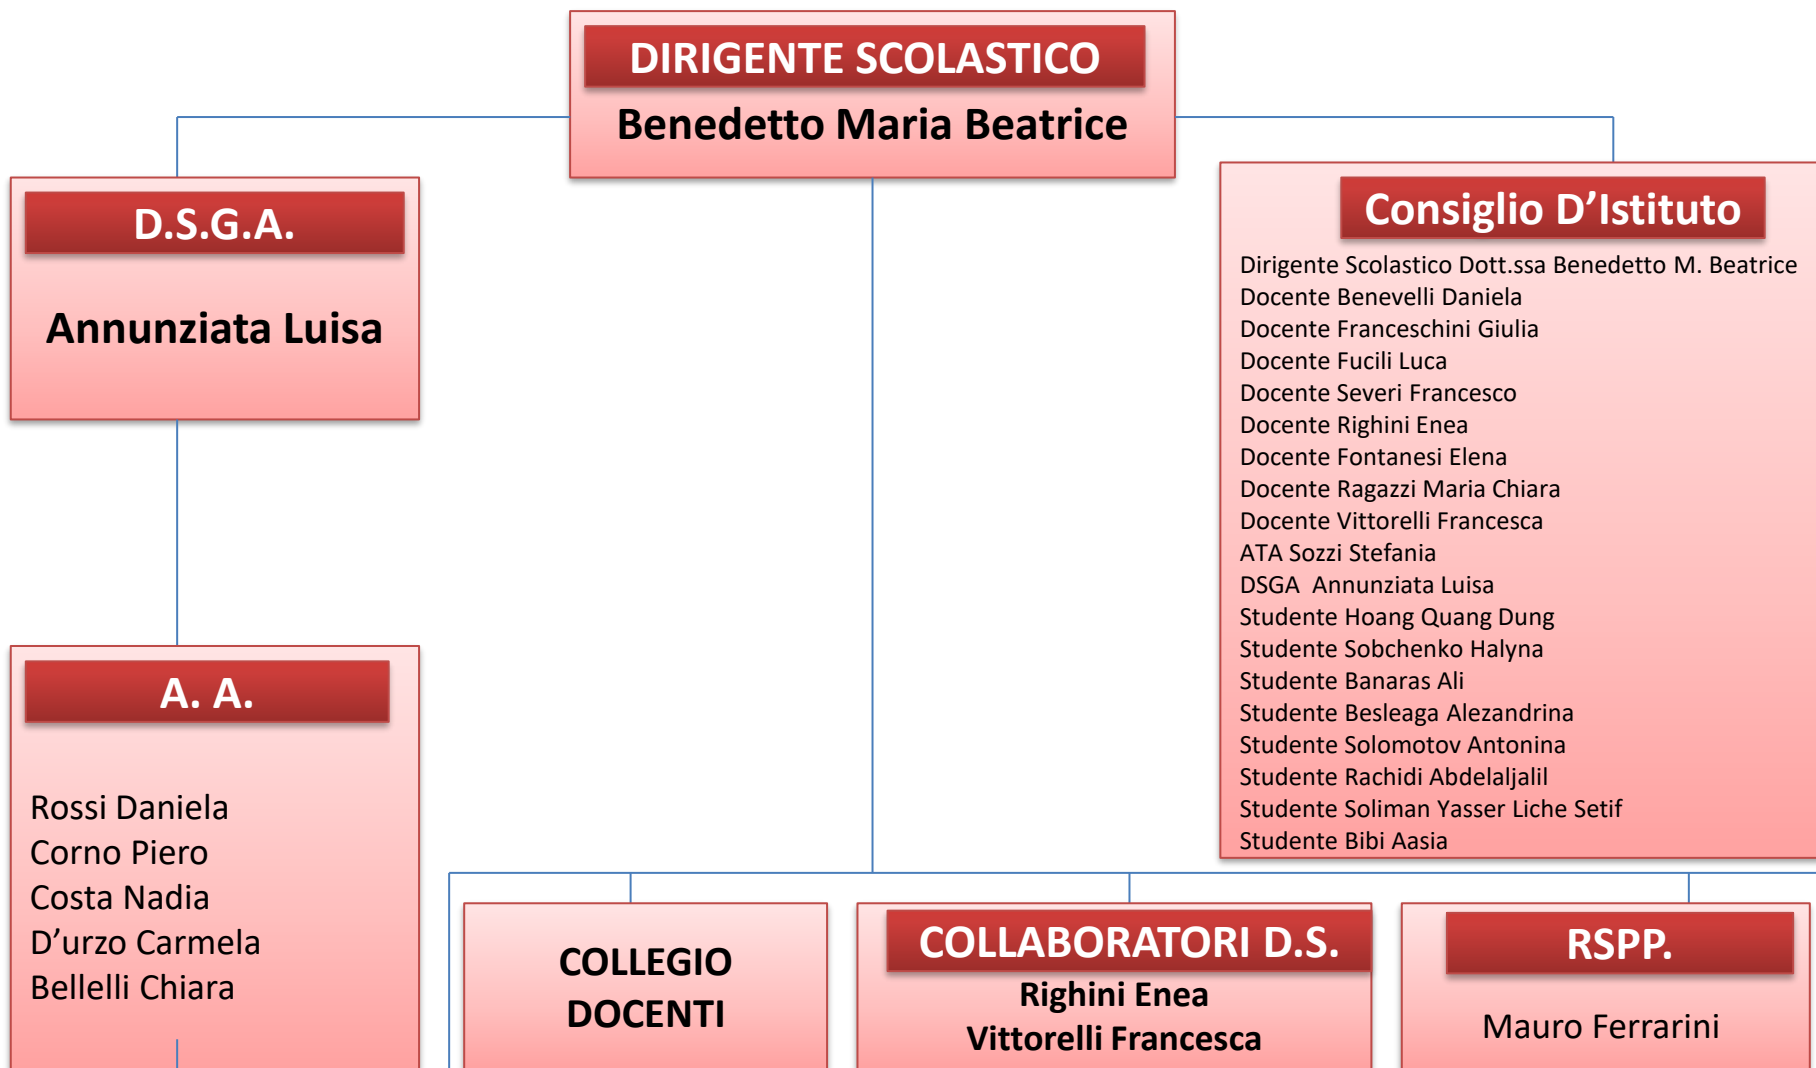 DIRIGENTE SCOLASTICO
Benedetto Maria Beatrice
D.S.G.A.
Annunziata Luisa
Consiglio D’Istituto
Dirigente Scolastico Dott.ssa Benedetto M. Beatrice
Docente Benevelli Daniela
Docente Franceschini Giulia
Docente Fucili Luca
Docente Severi Francesco
Docente Righini Enea
Docente Fontanesi Elena
Docente Ragazzi Maria Chiara
Docente Vittorelli Francesca
ATA Sozzi Stefania
DSGA  Annunziata Luisa
Studente Hoang Quang Dung
Studente Sobchenko Halyna
Studente Banaras Ali
Studente Besleaga Alezandrina
Studente Solomotov Antonina
Studente Rachidi Abdelaljalil
Studente Soliman Yasser Liche Setif
Studente Bibi Aasia
A. A.
Rossi Daniela
Corno Piero
Costa Nadia
D’urzo Carmela
Bellelli Chiara
COLLEGIO
DOCENTI
COLLABORATORI D.S.
Righini Enea
Vittorelli Francesca
RSPP.
Mauro Ferrarini